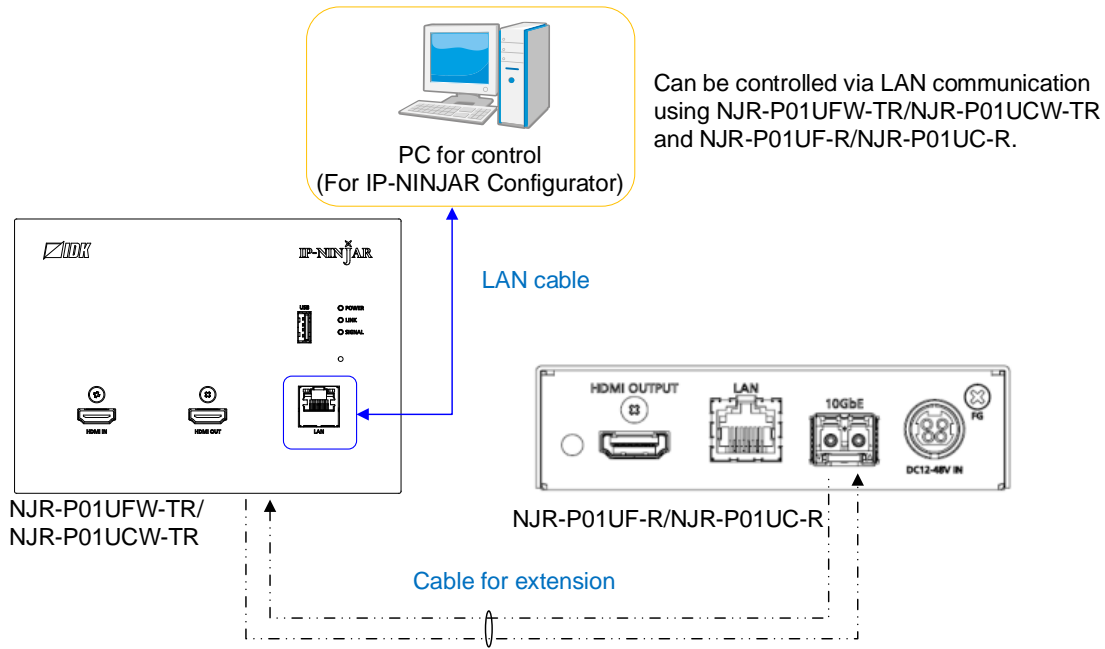 Can be controlled via LAN communication
using NJR-P01UFW-TR/NJR-P01UCW-TR
and NJR-P01UF-R/NJR-P01UC-R.
PC for control
(For IP-NINJAR Configurator)
IDK
IP-NINJAR
LAN cable
USB
POWER
LINK
SIGNAL
HDMI IN
HDMI OUT
LAN
HDMI OUTPUT
LAN
10GbE
FG
DC12-48V IN
NJR-P01UFW-TR/
NJR-P01UCW-TR
NJR-P01UF-R/NJR-P01UC-R
Cable for extension